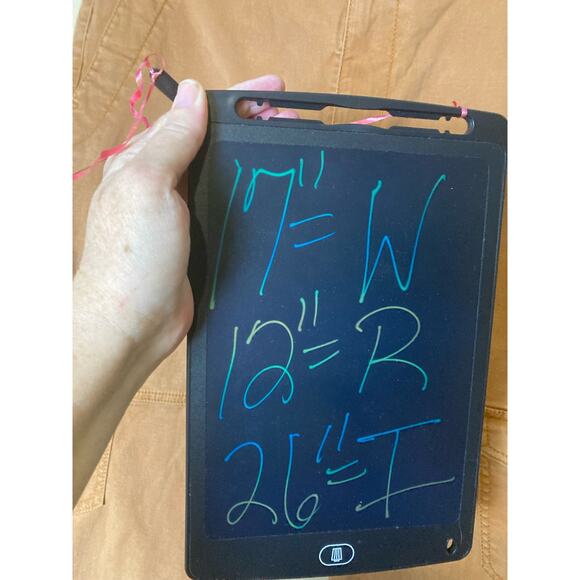 17" = W
12" = R
26" = I